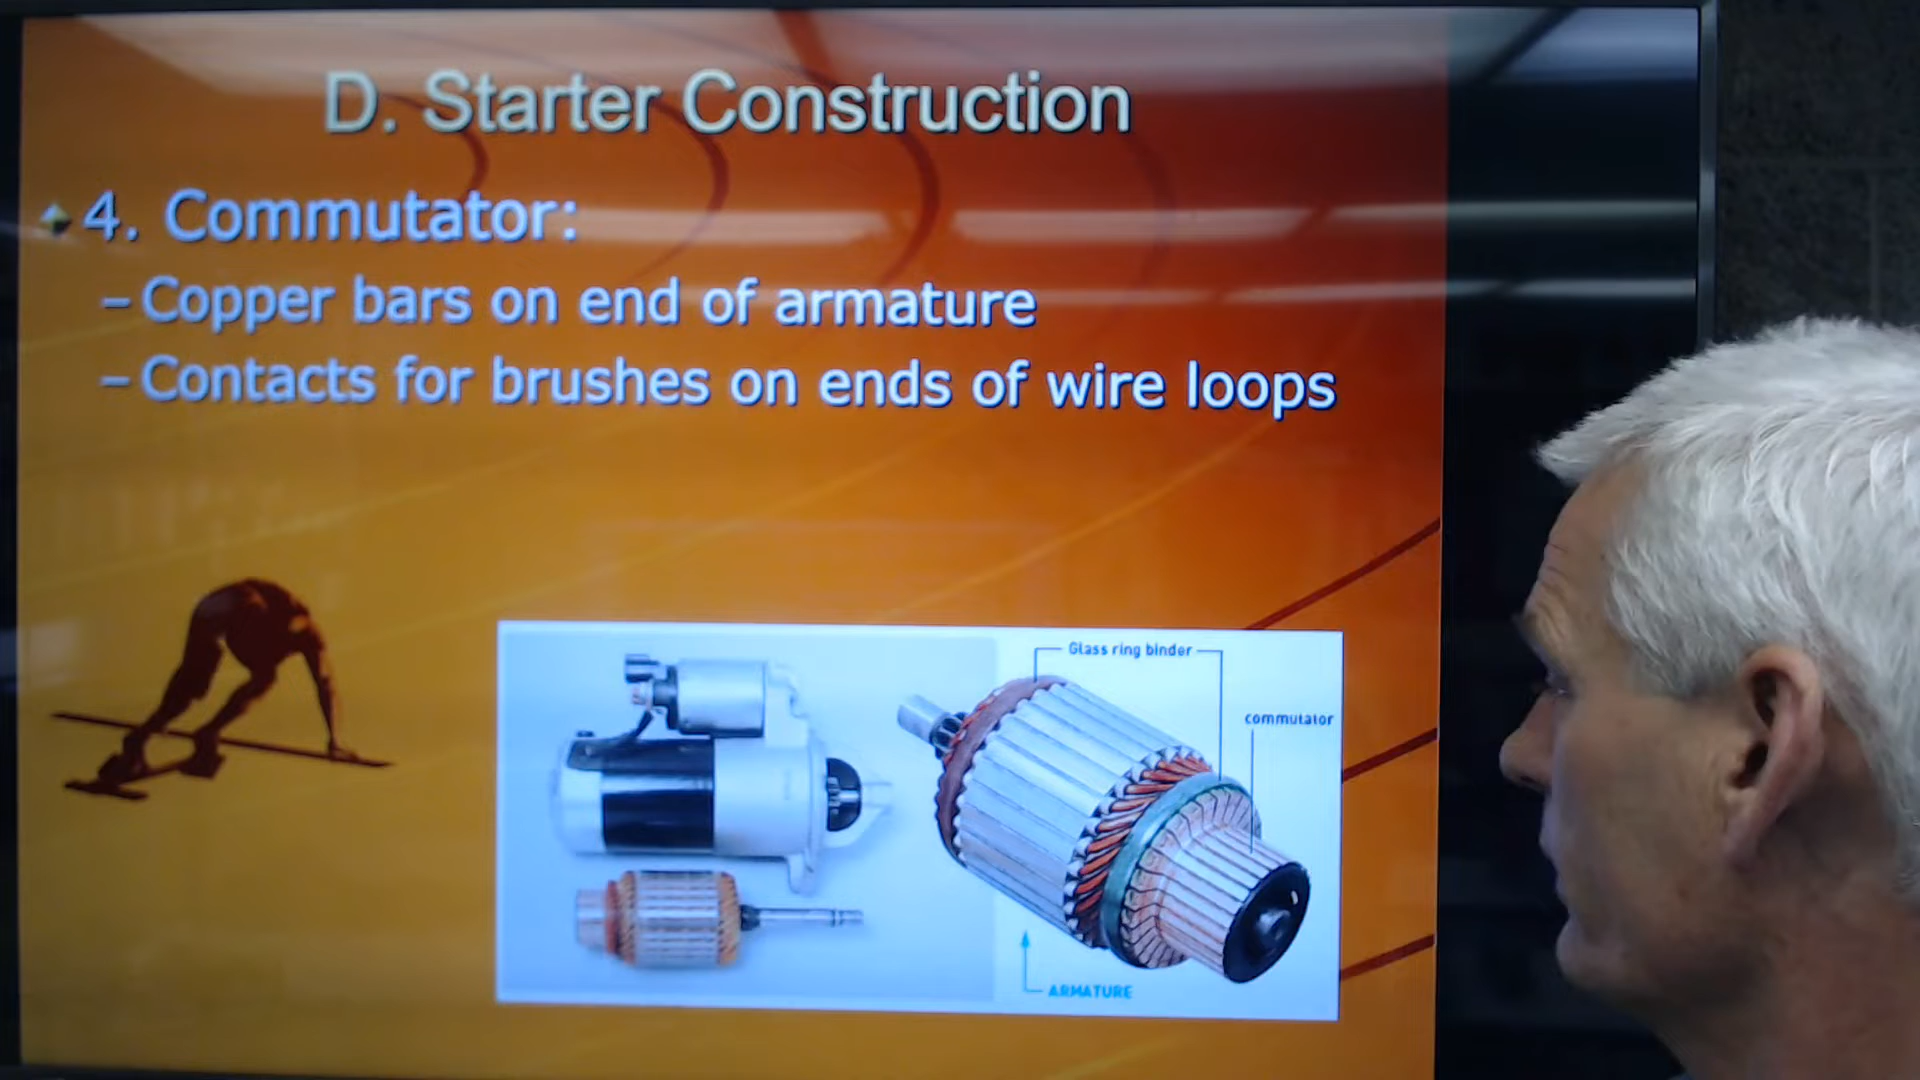 D. Starter Construction
4. Commutator:
– Copper bars on end of armature
– Contacts for brushes on ends of wire loops
Glass ring binder
commutator
ARMATURE